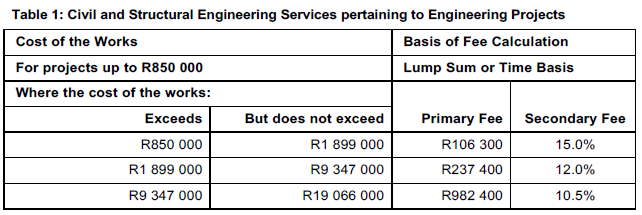 Table 1: Civil and Structural Engineering Services pertaining to Engineering Projects
Cost of the Works Basis of Fee Calculation
For projects up to R850 000 Lump Sum or Time Basis
Where the cost of the works:
Exceeds But does not exceed Primary Fee Secondary Fee
R850 000 R1 899 000 R106 300 15.0%
R1 899 000 R9 347 000 R237 400 12.0%
R9 347 000 R19 066 000 R982 400 10.5%